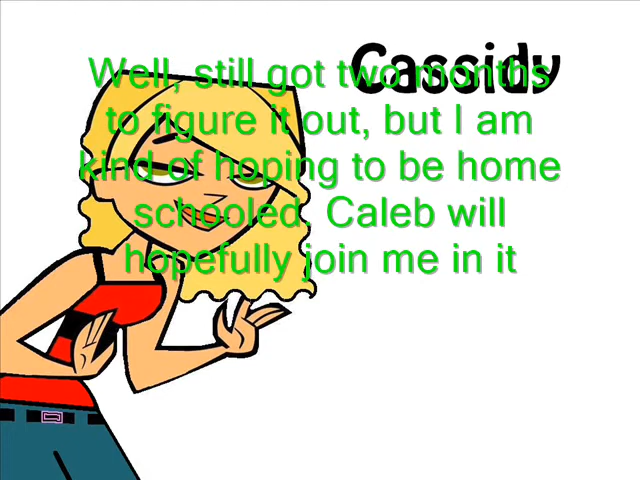 Cassidy
Well, still got two months
to figure it out, but I am
kind of hoping to be home
schooled. Caleb will
hopefully join me in it